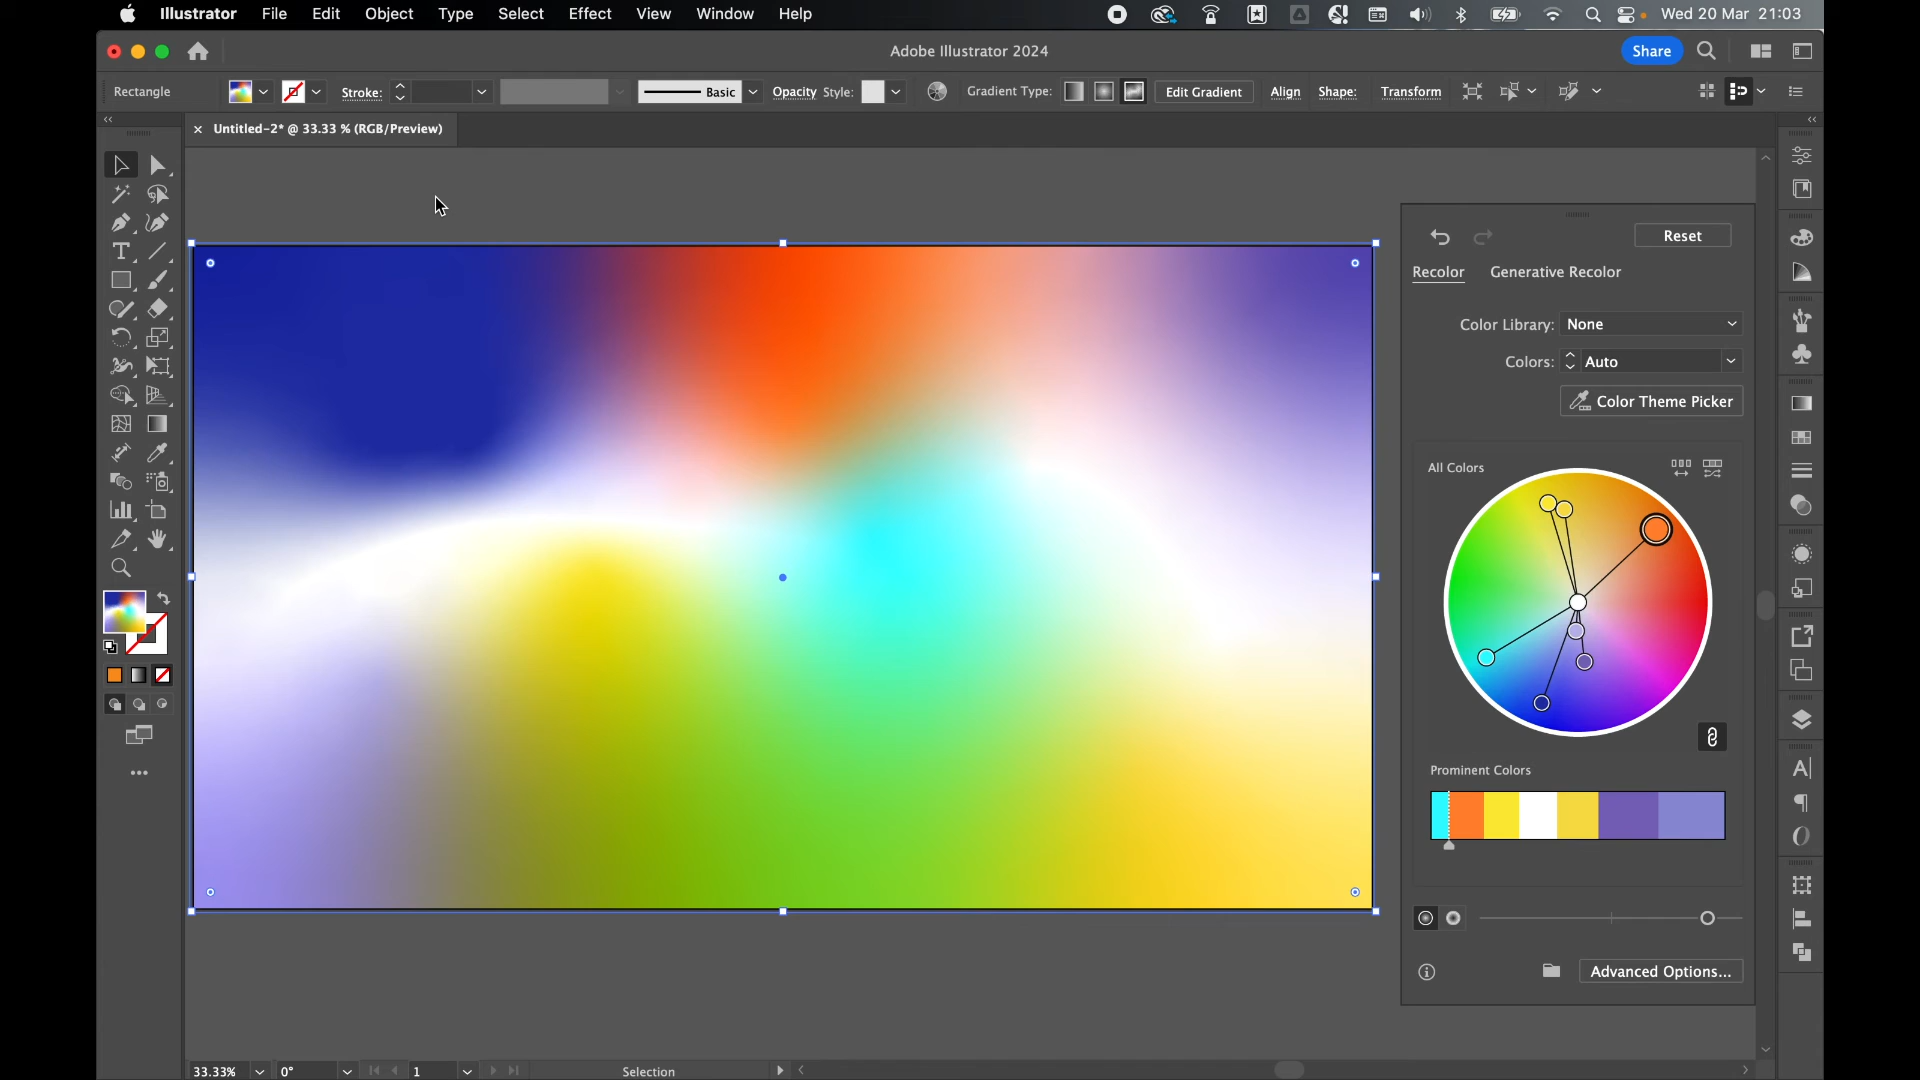 Illustrator File Edit Object Type Select Effect View Window Help Wed 20 Mar 21:03
Adobe Illustrator 2024 Share
Rectangle Stroke: Basic Opacity Style: Gradient Type: Edit Gradient Align Shape: Transform
Untitled-2* @ 33.33 % (RGB/Preview)
Reset
Recolor Generative Recolor
Color Library: None
Colors: Auto
Color Theme Picker
All Colors
Prominent Colors
Advanced Options...
33.33% 0° 1 Selection